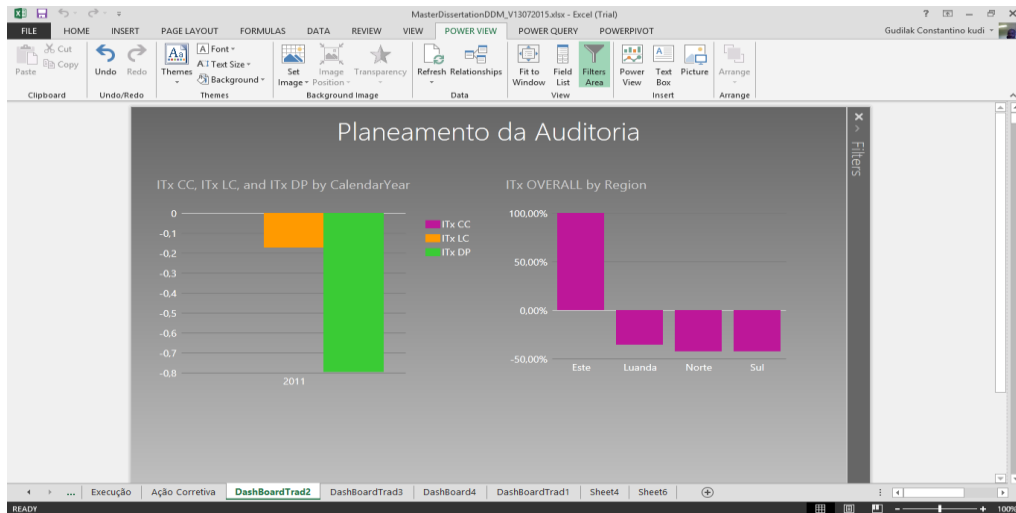 MasterDissertationDDM_V13072015.xlsx - Excel (Trial)
FILE HOME INSERT PAGE LAYOUT FORMULAS DATA REVIEW VIEW POWER VIEW POWER QUERY POWERPIVOT Gudilak Constantino kudi
Paste Cut Copy
Clipboard
Undo Redo
Undo/Redo
Themes Font Text Size Background
Themes
Set Image Image Position Transparency
Background Image
Refresh Relationships
Data
Fit to Window Field List Filters Area
View
Power View Text Box Picture
Insert
Arrange
Arrange
Planeamento da Auditoria
Filters
ITx CC, ITx LC, and ITx DP by CalendarYear
0
-0,1
-0,2
-0,3
-0,4
-0,5
-0,6
-0,7
-0,8
2011
ITx CC
ITx LC
ITx DP
ITx OVERALL by Region
100,00%
50,00%
0,00%
-50,00%
Este Luanda Norte Sul
... Execução Ação Corretiva DashBoardTrad2 DashBoardTrad3 DashBoard4 DashBoardTrad1 Sheet4 Sheet6
READY 100%